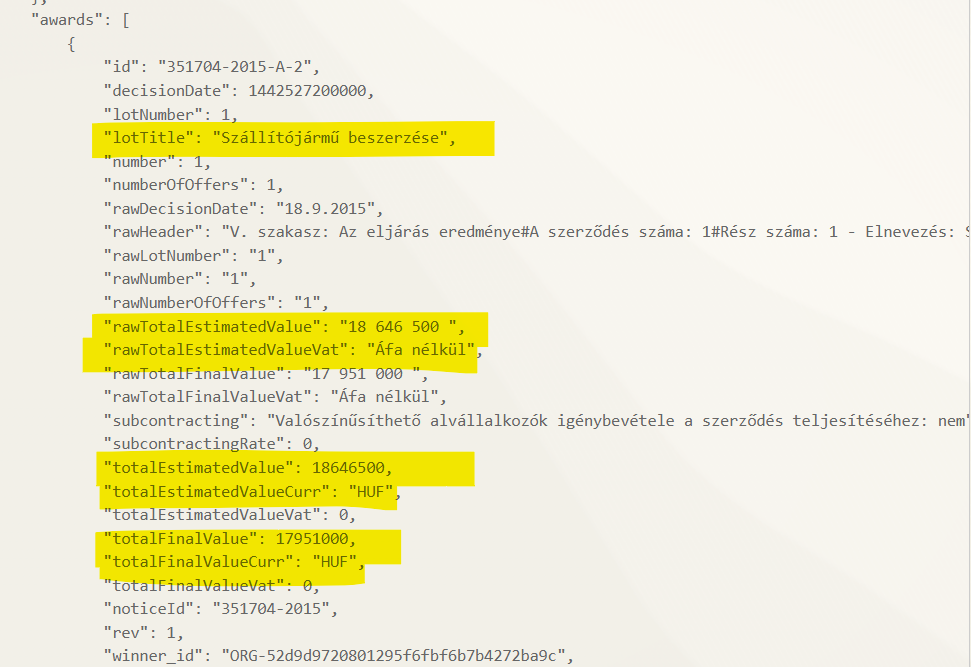 },
"awards": [
{
"id": "351704-2015-A-2",
"decisionDate": 1442527200000,
"lotNumber": 1,
"lotTitle": "Szállítójármű beszerzése",
"number": 1,
"numberOfOffers": 1,
"rawDecisionDate": "18.9.2015",
"rawHeader": "V. szakasz: Az eljárás eredménye#A szerződés száma: 1#Rész száma: 1 - Elnevezés:
"rawLotNumber": "1",
"rawNumber": "1",
"rawNumberOfOffers": "1",
"rawTotalEstimatedValue": "18 646 500 ",
"rawTotalEstimatedValueVat": "Áfa nélkül",
"rawTotalFinalValue": "17 951 000 ",
"rawTotalFinalValueVat": "Áfa nélkül",
"subcontracting": "Valószínűsíthető alvállalkozók igénybevétele a szerződés teljesítéséhez: nem"
"subcontractingRate": 0,
"totalEstimatedValue": 18646500,
"totalEstimatedValueCurr": "HUF",
"totalEstimatedValueVat": 0,
"totalFinalValue": 17951000,
"totalFinalValueCurr": "HUF",
"totalFinalValueVat": 0,
"noticeId": "351704-2015",
"rev": 1,
"winner_id": "ORG-52d9d9720801295f6fbf6b7b4272ba9c",